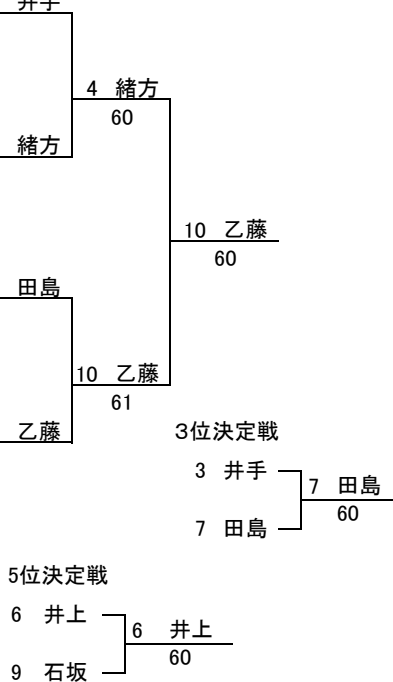 井手
4 緒方
60
緒方
10 乙藤
60
田島
10 乙藤
61
乙藤
3位決定戦
3 井手
7 田島
60
7 田島
5位決定戦
6 井上
6 井上
60
9 石坂